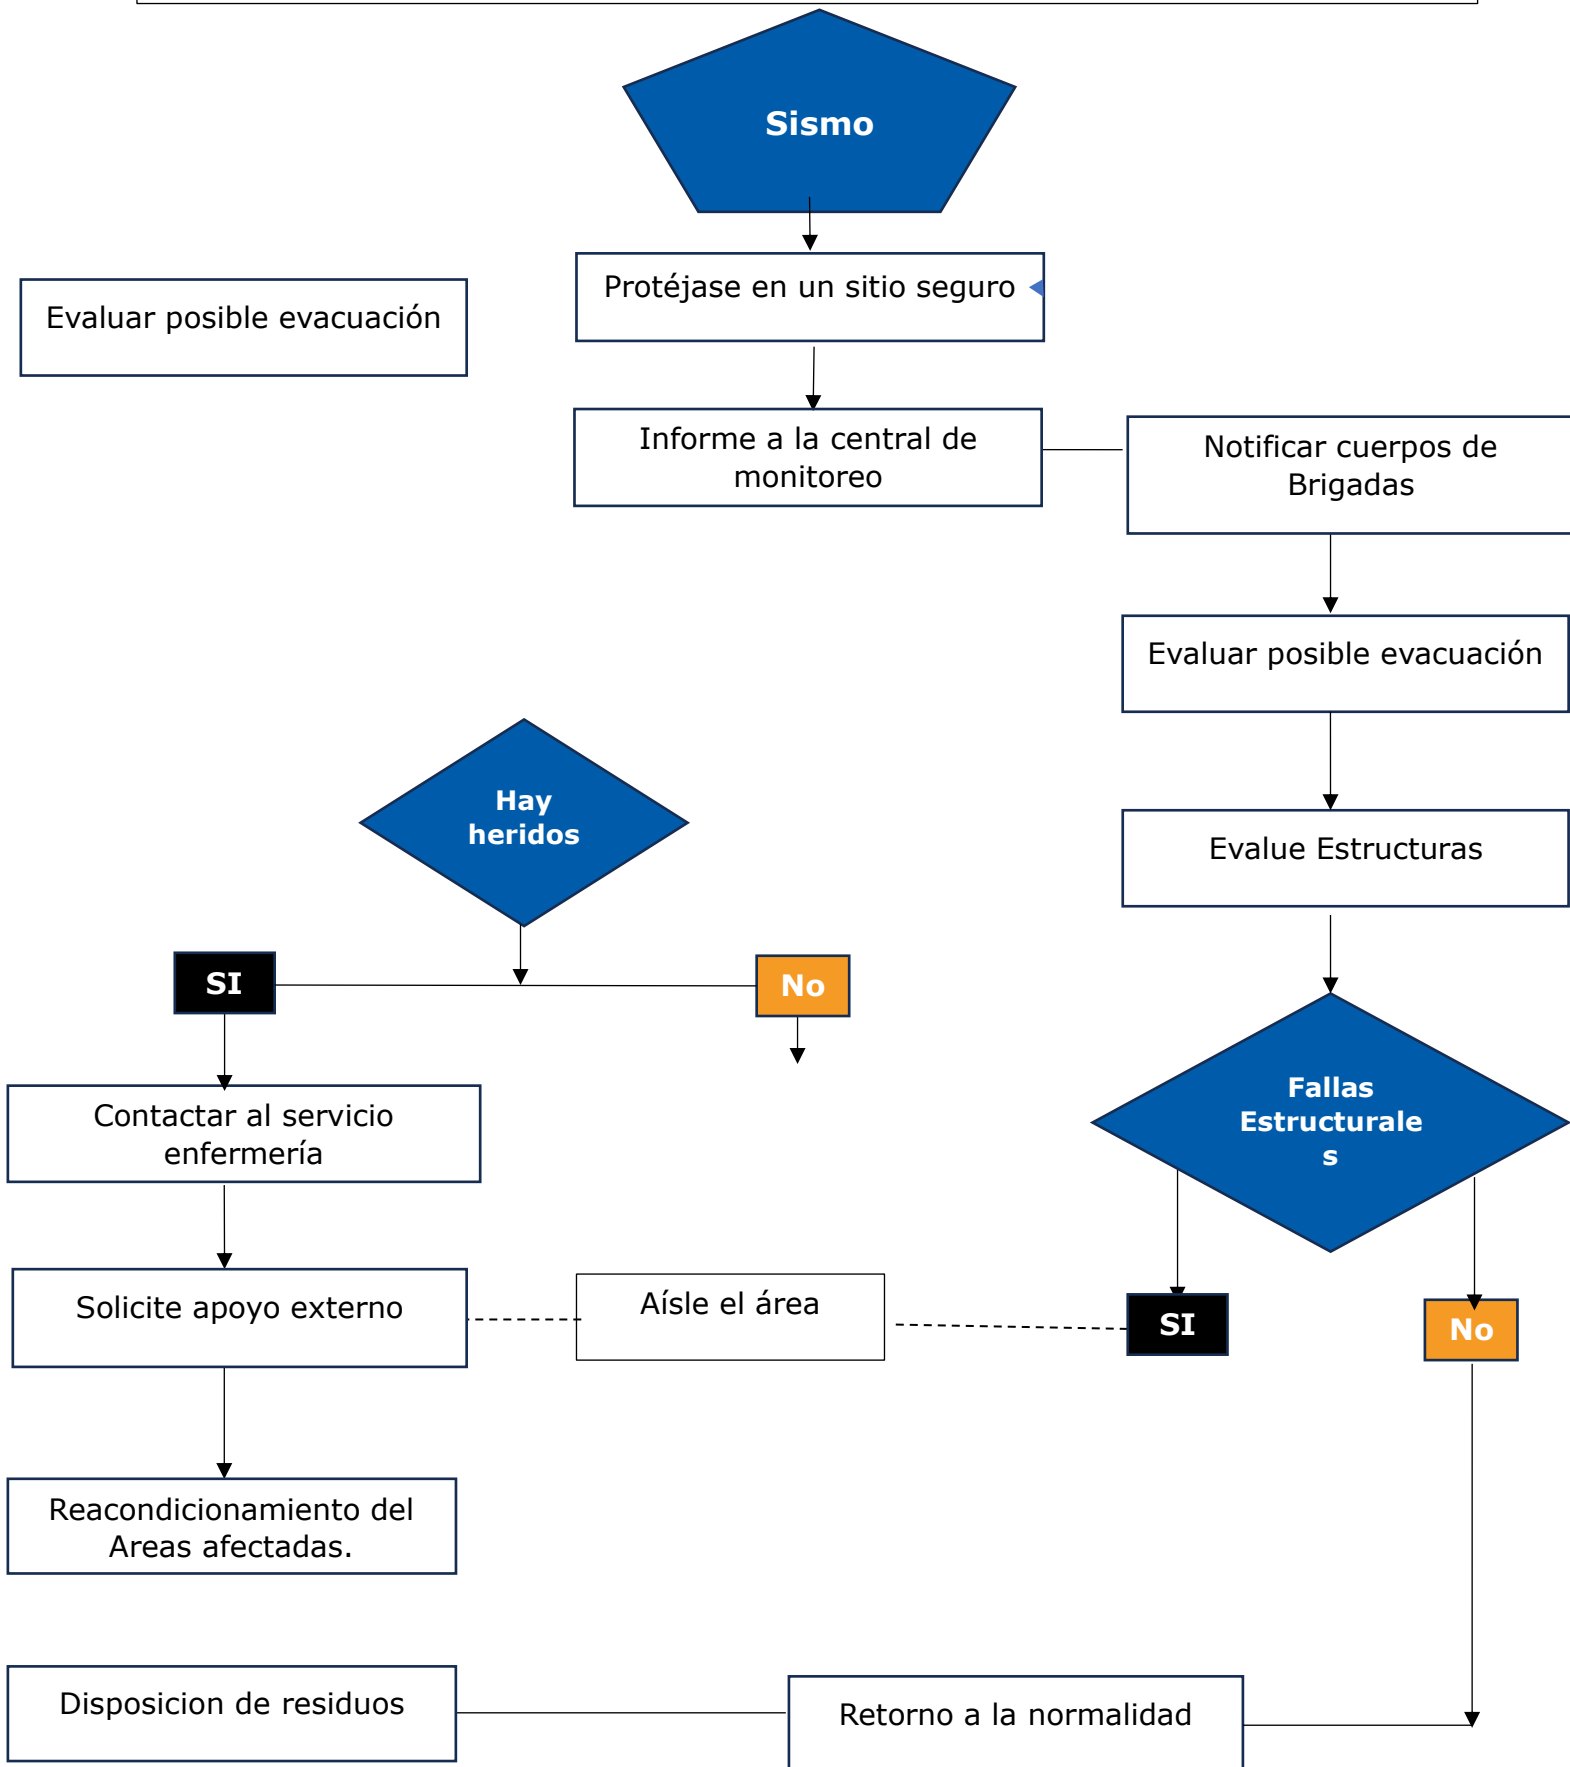 Sismo
Protéjase en un sitio seguro
Evaluar posible evacuación
Informe a la central de
monitoreo
Notificar cuerpos de
Brigadas
Evaluar posible evacuación
Hay
heridos
Evalue Estructuras
SI
No
Fallas
Estructurale
s
Contactar al servicio
enfermería
Solicite apoyo externo
Aísle el área
SI
No
Reacondicionamiento del
Areas afectadas.
Disposicion de residuos
Retorno a la normalidad